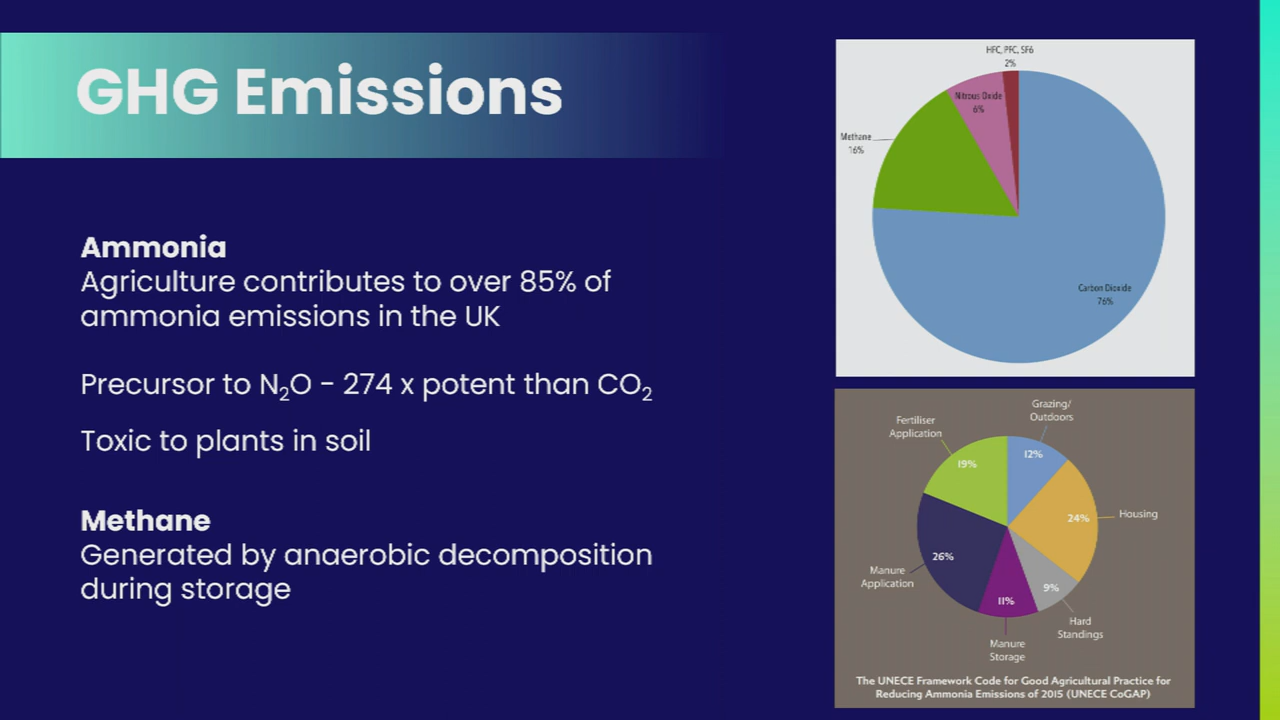 GHG Emissions
Ammonia
Agriculture contributes to over 85% of
ammonia emissions in the UK
Precursor to N₂O - 274 x potent than CO₂
Toxic to plants in soil
Methane
Generated by anaerobic decomposition
during storage
HFC, PFC, SF6
2%
Nitrous Oxide
6%
Methane
16%
Carbon Dioxide
76%
Grazing/
Outdoors
12%
Fertiliser
Application
19%
Housing
24%
Manure
Application
26%
Hard
Standings
9%
Manure
Storage
11%
The UNECE Framework Code for Good Agricultural Practice for
Reducing Ammonia Emissions of 2015 (UNECE CoGAP)